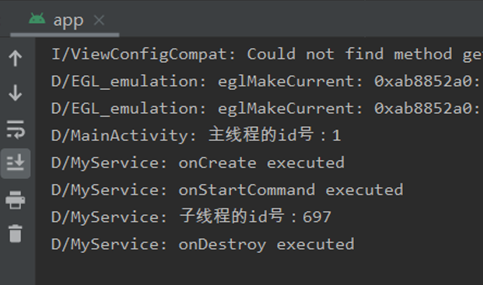 app
I/ViewConfigCompat: Could not find method ge
D/EGL_emulation: eglMakeCurrent: 0xab8852a0:
D/EGL_emulation: eglMakeCurrent: 0xab8852a0:
D/MainActivity: 主线程的id号：1
D/MyService: onCreate executed
D/MyService: onStartCommand executed
D/MyService: 子线程的id号：697
D/MyService: onDestroy executed